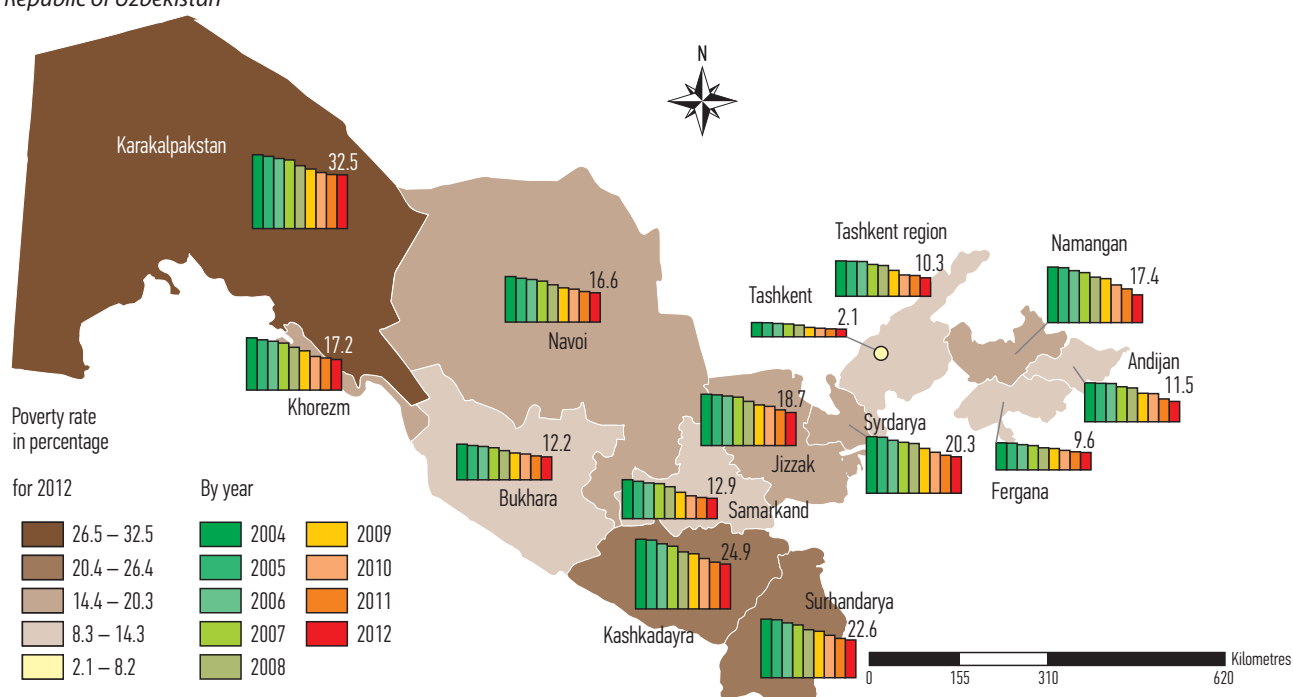 Republic of Uzbekistan
N
Karakalpakstan
32.5
Tashkent region
10.3
Namangan
17.4
Tashkent
2.1
16.6
Navoi
Andijan
11.5
17.2
Khorezm
18.7
Jizzak
Syrdarya
20.3
9.6
Fergana
12.2
Bukhara
12.9
Samarkand
24.9
Kashkadayra
Surhandarya
22.6
Poverty rate
in percentage
for 2012
26.5 – 32.5
20.4 – 26.4
14.4 – 20.3
8.3 – 14.3
2.1 – 8.2
By year
2004
2005
2006
2007
2008
2009
2010
2011
2012
Kilometres
0 155 310 620